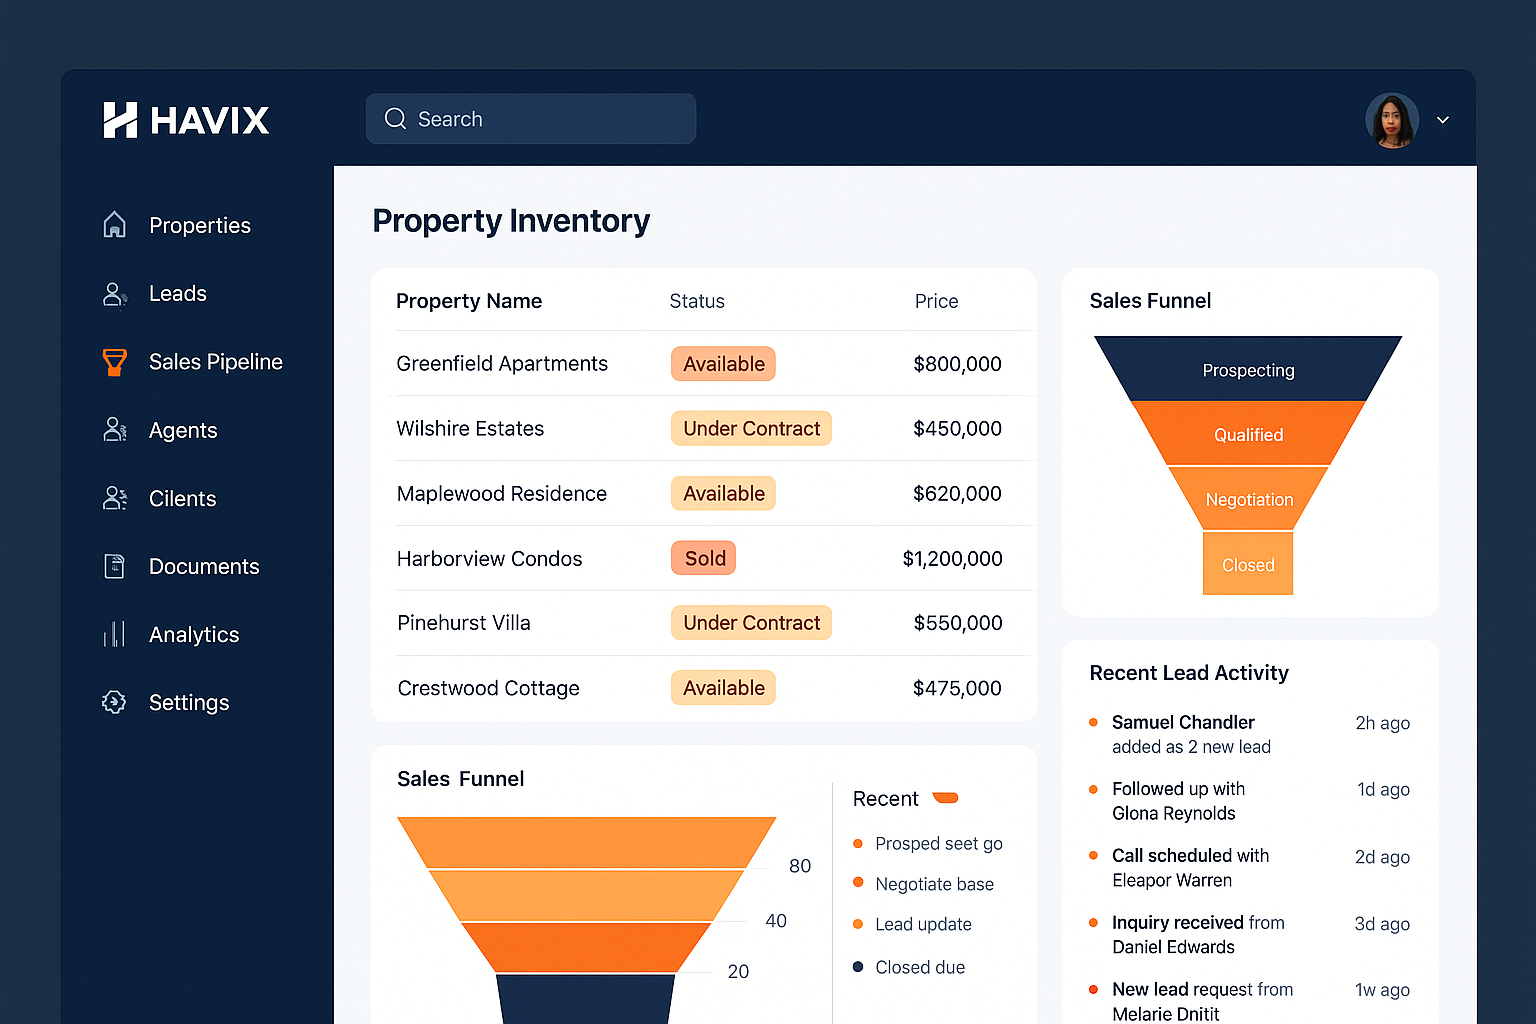 HAVIX
Search
Properties
Leads
Sales Pipeline
Agents
Cilents
Documents
Analytics
Settings
Property Inventory
Property Name Status Price
Greenfield Apartments Available $800,000
Wilshire Estates Under Contract $450,000
Maplewood Residence Available $620,000
Harborview Condos Sold $1,200,000
Pinehurst Villa Under Contract $550,000
Crestwood Cottage Available $475,000
Sales Funnel
Prospecting
Qualified
Negotiation
Closed
Sales Funnel
80
40
20
Recent
Prosped seet go
Negotiate base
Lead update
Closed due
Recent Lead Activity
Samuel Chandler 2h ago
added as 2 new lead
Followed up with 1d ago
Glona Reynolds
Call scheduled with 2d ago
Eleapor Warren
Inquiry received from 3d ago
Daniel Edwards
New lead request from 1w ago
Melarie Dnitit